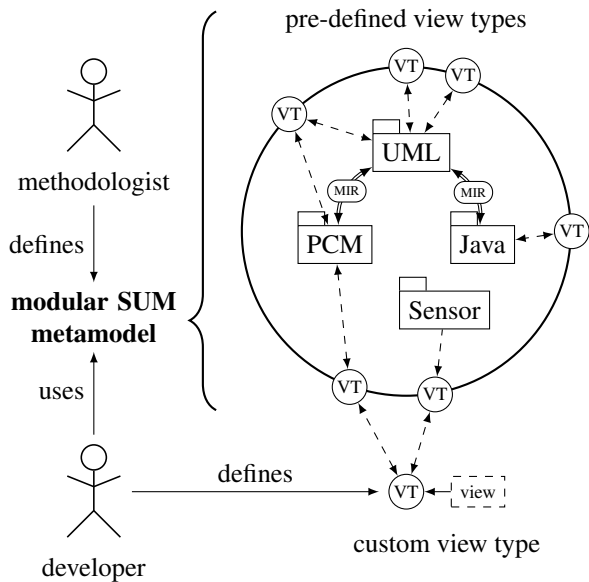 pre-defined view types
VT
VT
VT
UML
methodologist
MIR
MIR
defines
PCM
Java
VT
modular SUM
metamodel
Sensor
uses
VT
VT
defines
VT
view
developer
custom view type